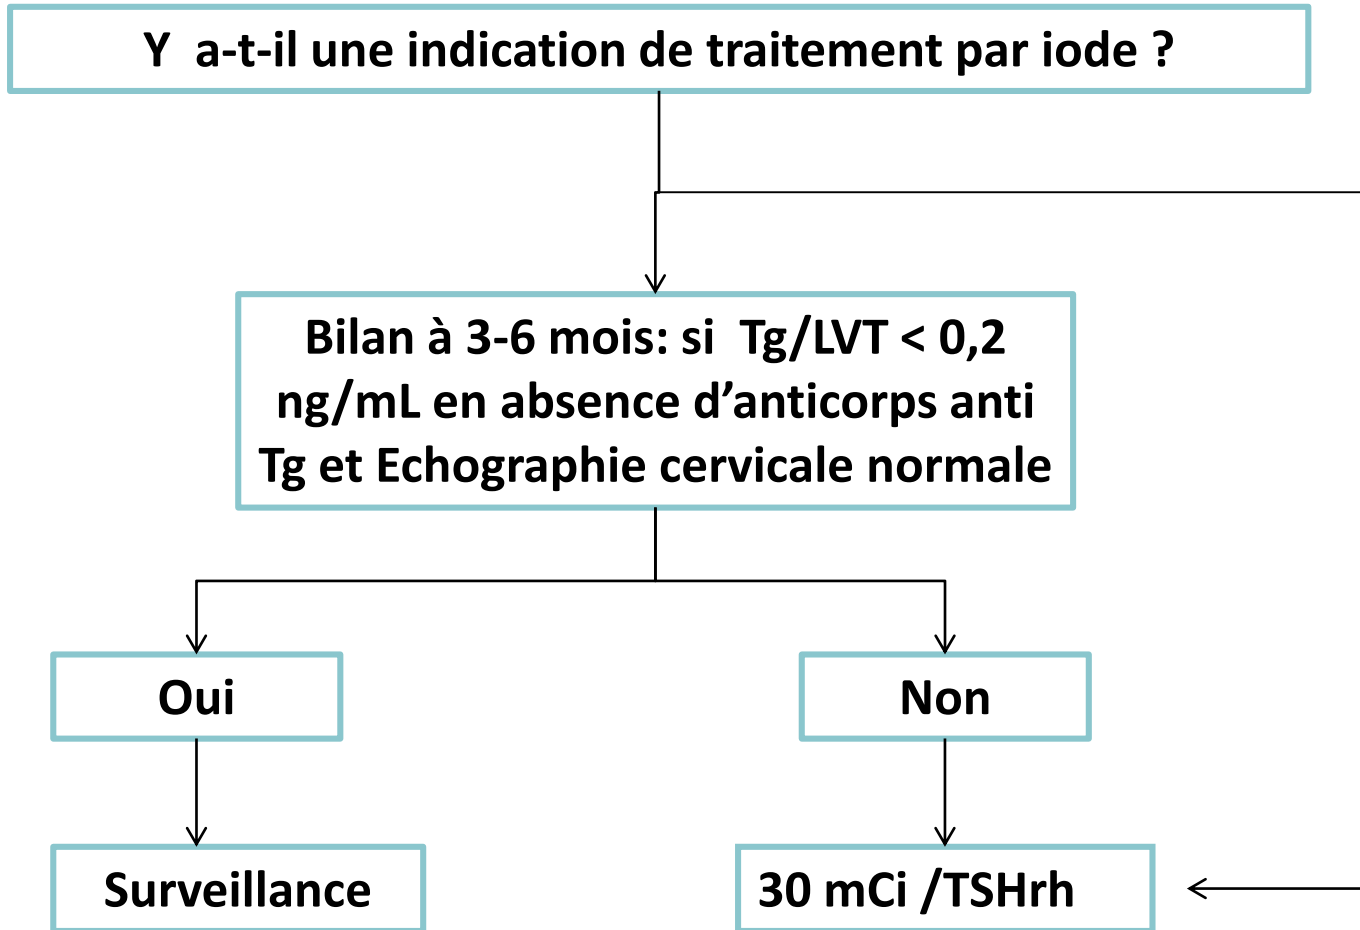 Y a-t-il une indication de traitement par iode ?
Bilan à 3-6 mois: si Tg/LVT < 0,2
ng/mL en absence d'anticorps anti
Tg et Echographie cervicale normale
Oui
Non
Surveillance
30 mCi /TSHrh